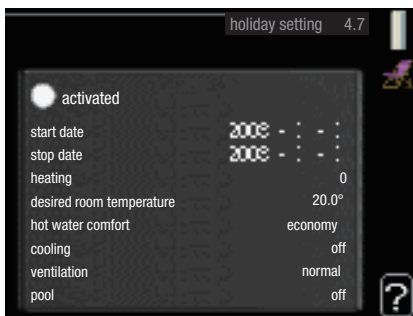 holiday setting 4.7
activated
start date 2008 - : - :
stop date 2008 - : - :
heating 0
desired room temperature 20.0°
hot water comfort economy
cooling off
ventilation normal
pool off
?